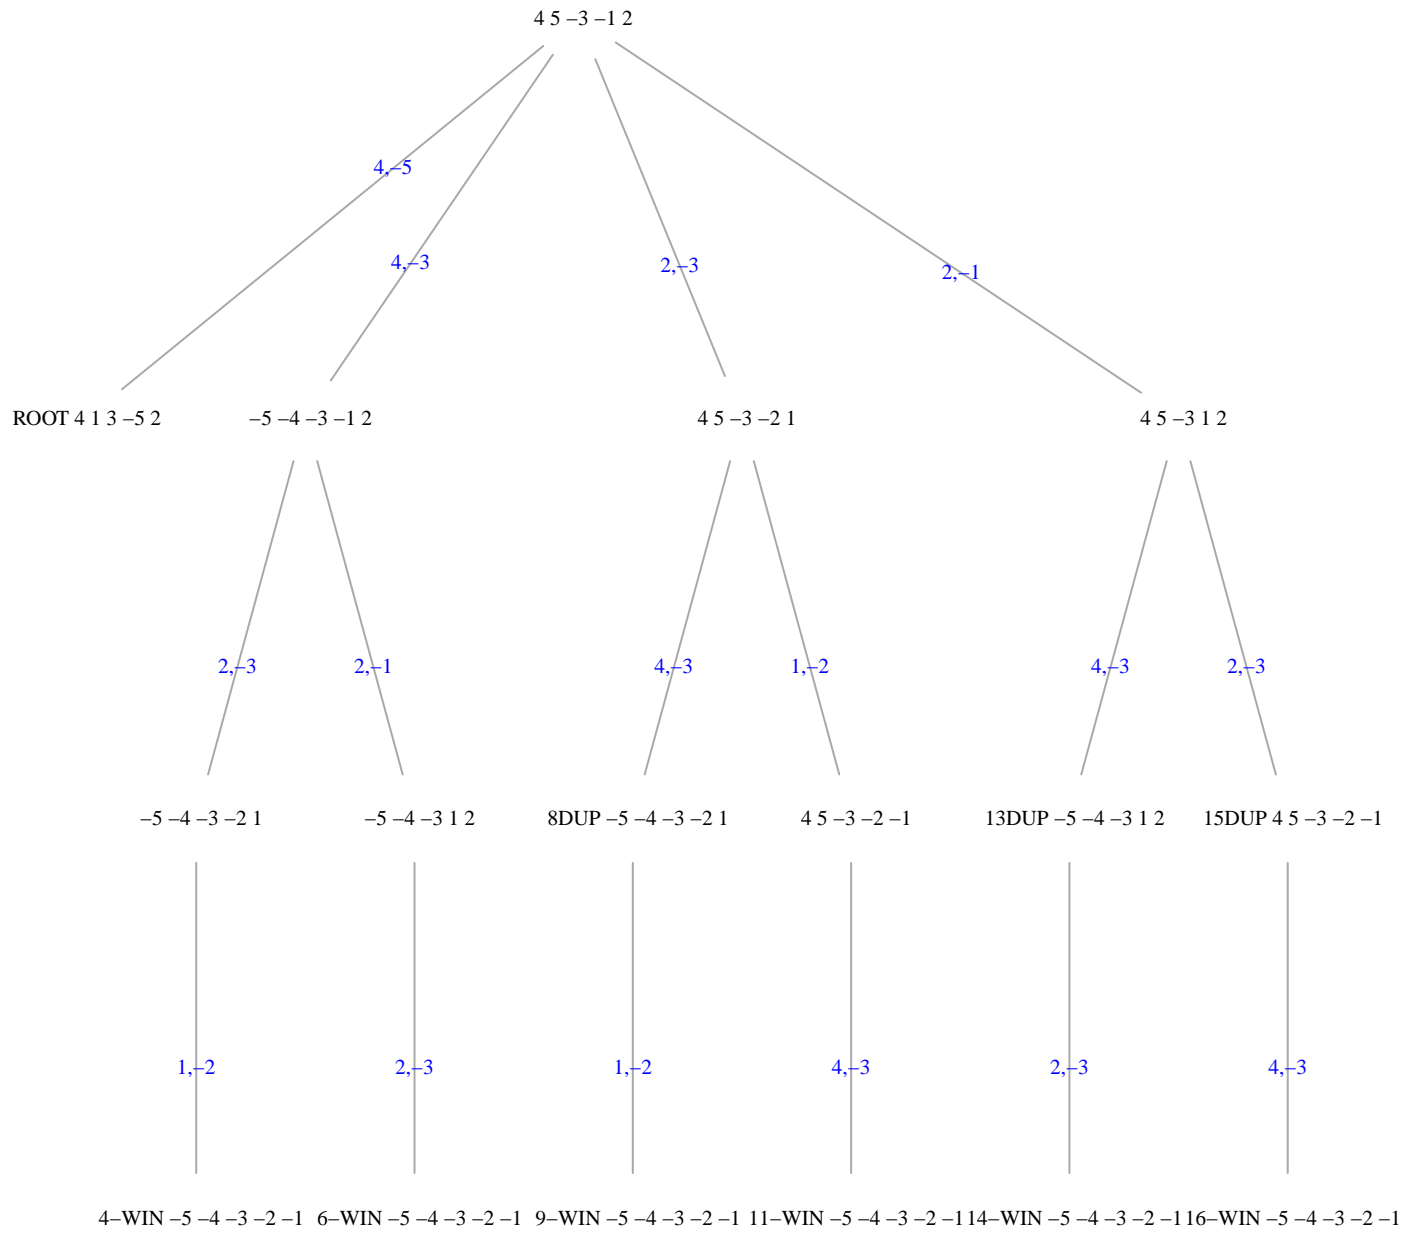 4 5 –3 –1 2
4,–5
4,–3
2,–3
2,–1
ROOT 4 1 3 –5 2
–5 –4 –3 –1 2
4 5 –3 –2 1
4 5 –3 1 2
2,–3
2,–1
4,–3
1,–2
4,–3
2,–3
–5 –4 –3 –2 1
–5 –4 –3 1 2
8DUP –5 –4 –3 –2 1
4 5 –3 –2 –1
13DUP –5 –4 –3 1 2
15DUP 4 5 –3 –2 –1
1,–2
2,–3
1,–2
4,–3
2,–3
4,–3
4–WIN –5 –4 –3 –2 –1
6–WIN –5 –4 –3 –2 –1
9–WIN –5 –4 –3 –2 –1
11–WIN –5 –4 –3 –2 –1
14–WIN –5 –4 –3 –2 –1
16–WIN –5 –4 –3 –2 –1